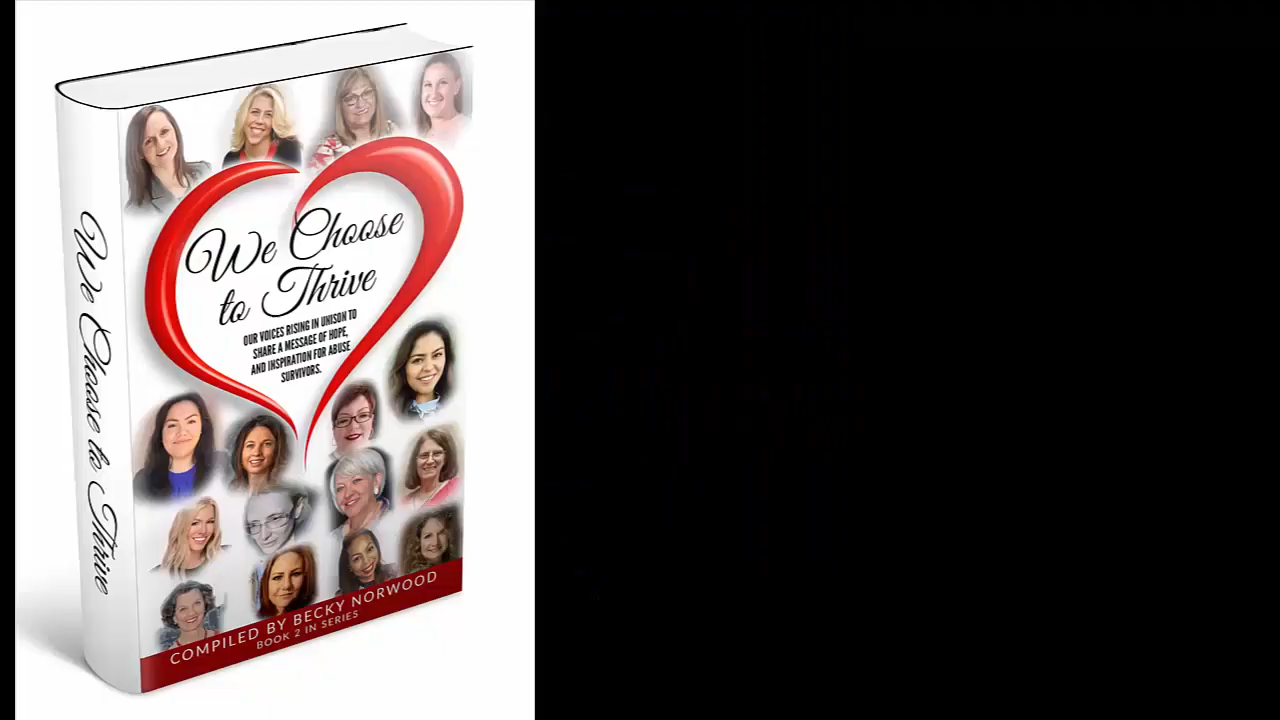 We Choose to Thrive
We Choose
to Thrive
OUR VOICES RISING IN UNISON TO
SHARE A MESSAGE OF HOPE,
AND INSPIRATION FOR ABUSE
SURVIVORS.
COMPILED BY BECKY NORWOOD
BOOK 2 IN SERIES